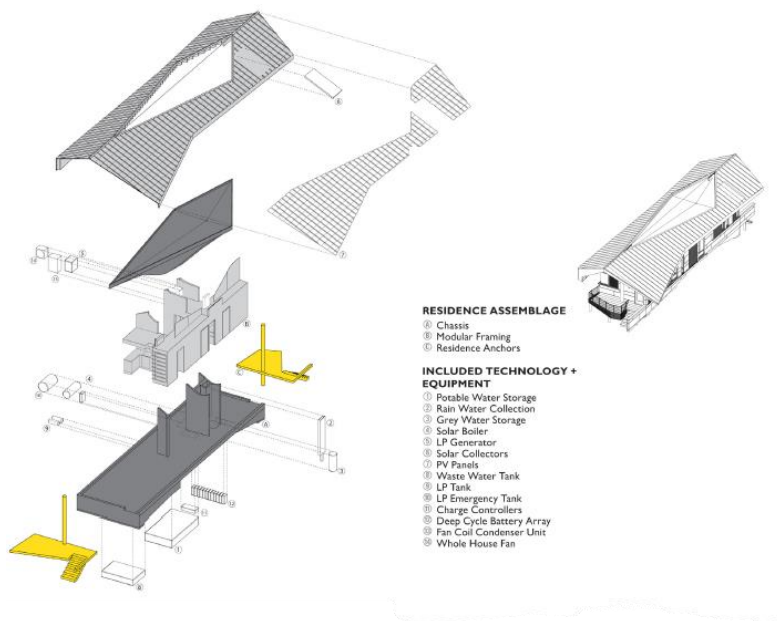 RESIDENCE ASSEMBLAGE
Ⓐ Chassis
Ⓑ Modular Framing
Ⓒ Residence Anchors
INCLUDED TECHNOLOGY +
EQUIPMENT
① Potable Water Storage
② Rain Water Collection
③ Grey Water Storage
④ Solar Boiler
⑤ LP Generator
⑥ Solar Collectors
⑦ PV Panels
⑧ Waste Water Tank
⑨ LP Tank
⑩ LP Emergency Tank
⑪ Charge Controllers
⑫ Deep Cycle Battery Array
⑬ Fan Coil Condenser Unit
⑭ Whole House Fan